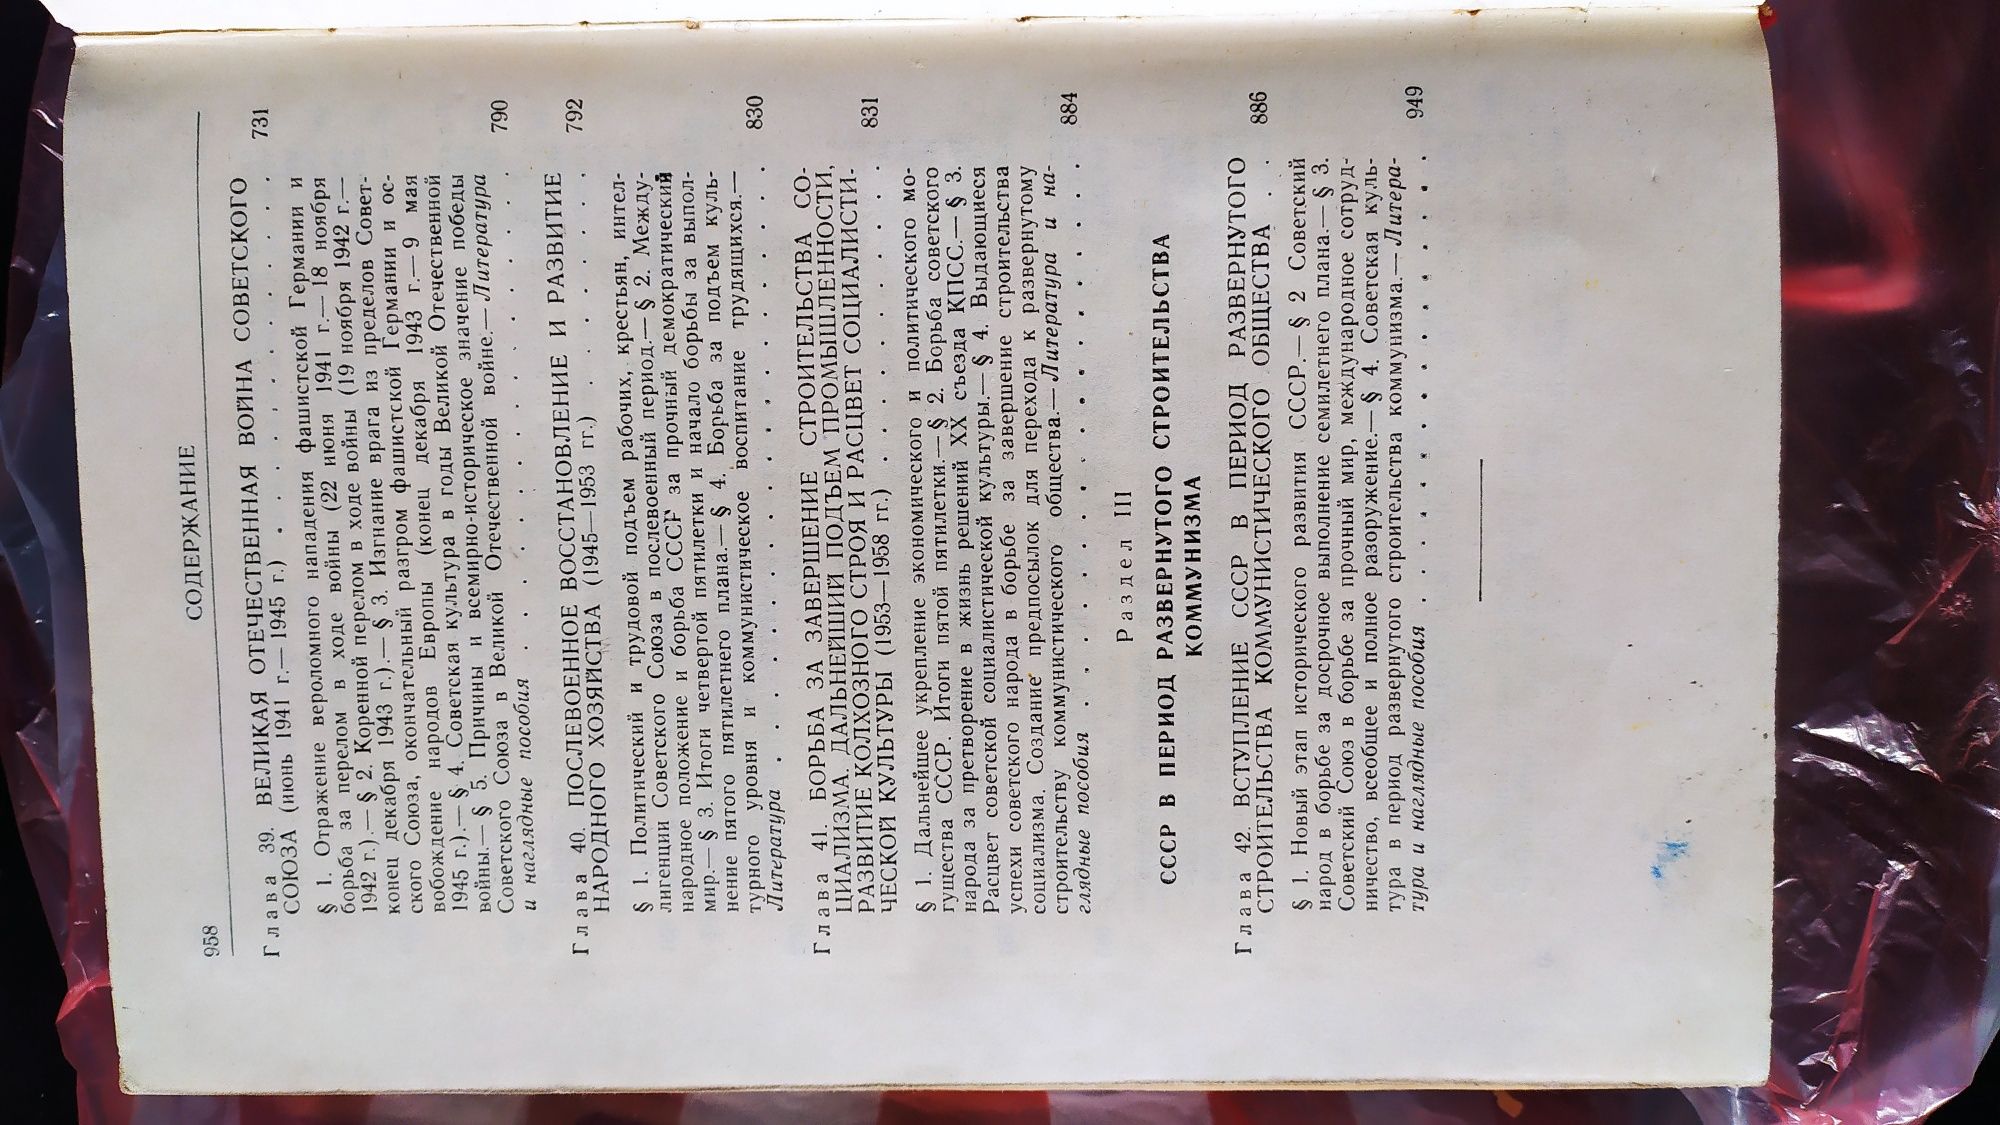 958
СОДЕРЖАНИЕ
Глава 39. ВЕЛИКАЯ ОТЕЧЕСТВЕННАЯ ВОЙНА СОВЕТСКОГО
СОЮЗА (июнь 1941 г.— 1945 г.) . . . . . . . . . . 731
§ 1. Отражение вероломного нападения фашистской Германии и
борьба за перелом в ходе войны (22 июня 1941 г.—18 ноября
1942 г.).— § 2. Коренной перелом в ходе войны (19 ноября 1942 г.—
конец декабря 1943 г.).— § 3. Изгнание врага из пределов Совет-
ского Союза, окончательный разгром фашистской Германии и ос-
вобождение народов Европы (конец декабря 1943 г.— 9 мая
1945 г.).— § 4. Советская культура в годы Великой Отечественной
войны.— § 5. Причины и всемирно-историческое значение победы
Советского Союза в Великой Отечественной войне.— Литература
и наглядные пособия . . . . . . . . . . . . . . . 790
Глава 40. ПОСЛЕВОЕННОЕ ВОССТАНОВЛЕНИЕ И РАЗВИТИЕ
НАРОДНОГО ХОЗЯЙСТВА (1945—1953 гг.) . . . . . . . 792
§ 1. Политический и трудовой подъем рабочих, крестьян, интел-
лигенции Советского Союза в послевоенный период.— § 2. Между-
народное положение и борьба СССР за прочный демократический
мир.— § 3. Итоги четвертой пятилетки и начало борьбы за выпол-
нение пятого пятилетнего плана.— § 4. Борьба за подъем куль-
турного уровня и коммунистическое воспитание трудящихся.—
Литература . . . . . . . . . . . . . . . . . 830
Глава 41. БОРЬБА ЗА ЗАВЕРШЕНИЕ СТРОИТЕЛЬСТВА СО-
ЦИАЛИЗМА. ДАЛЬНЕЙШИЙ ПОДЪЕМ ПРОМЫШЛЕННОСТИ,
РАЗВИТИЕ КОЛХОЗНОГО СТРОЯ И РАСЦВЕТ СОЦИАЛИСТИ-
ЧЕСКОЙ КУЛЬТУРЫ (1953—1958 гг.) . . . . . . . . . 831
§ 1. Дальнейшее укрепление экономического и политического мо-
гущества СССР. Итоги пятой пятилетки.—§ 2. Борьба советского
народа за претворение в жизнь решений XX съезда КПСС.— § 3.
Расцвет советской социалистической культуры.— § 4. Выдающиеся
успехи советского народа в борьбе за завершение строительства
социализма. Создание предпосылок для перехода к развернутому
строительству коммунистического общества.— Литература и на-
глядные пособия . . . . . . . . . . . . . . . . 884
Раздел III
СССР В ПЕРИОД РАЗВЕРНУТОГО СТРОИТЕЛЬСТВА
КОММУНИЗМА
Глава 42. ВСТУПЛЕНИЕ СССР В ПЕРИОД РАЗВЕРНУТОГО
СТРОИТЕЛЬСТВА КОММУНИСТИЧЕСКОГО ОБЩЕСТВА . . . 886
§ 1. Новый этап исторического развития СССР.— § 2 Советский
народ в борьбе за досрочное выполнение семилетнего плана.— § 3.
Советский Союз в борьбе за прочный мир, международное сотруд-
ничество, всеобщее и полное разоружение.— § 4. Советская куль-
тура в период развернутого строительства коммунизма.— Литера-
тура и наглядные пособия . . . . . . . . . . . . . 949